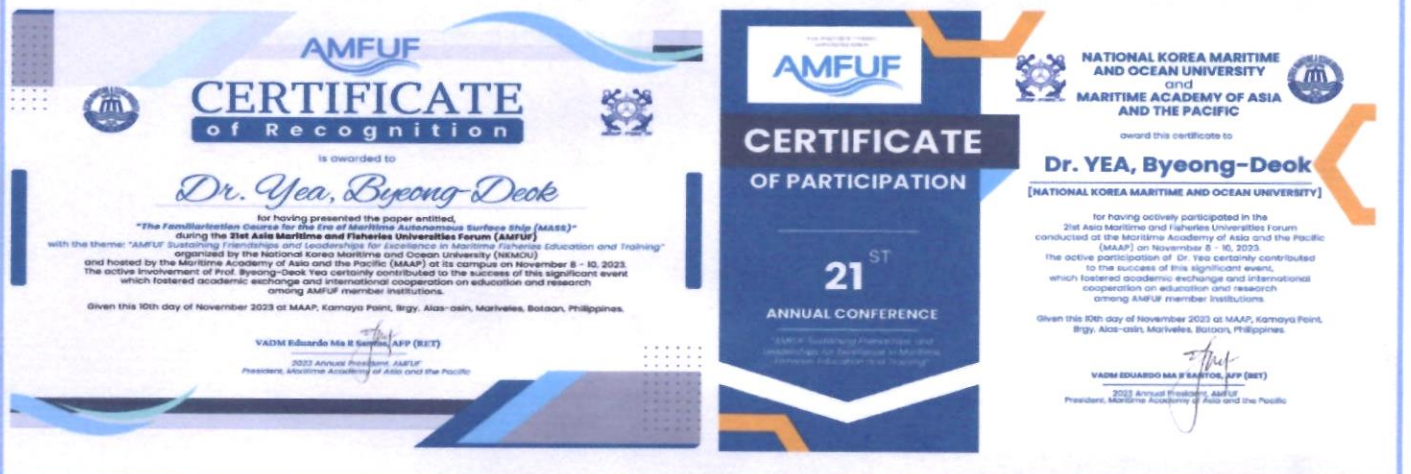 AMFUF
CERTIFICATE
of Recognition
is awarded to
Dr. Yea, Byeong-Deok
for having presented the paper entitled,
"The Familiarization Course for the Era of Maritime Autonomous Surface Ship (MASS)"
during the 21st Asia Maritime and Fisheries Universities Forum (AMFUF)
with the theme: "AMFUF Sustaining Friendships and Leaderships for Excellence in Maritime Fisheries Education and Training"
organized by the National Korea Maritime and Ocean University (NKMOU)
and hosted by the Maritime Academy of Asia and the Pacific (MAAP) at its campus on November 8 - 10, 2023.
The active involvement of Prof. Byeong-Deok Yea certainly contributed to the success of this significant event
which fostered academic exchange and international cooperation on education and research
among AMFUF member institutions.
Given this 10th day of November 2023 at MAAP, Kamaya Point, Brgy. Alas-asin, Mariveles, Bataan, Philippines.
VADM Eduardo Ma R Santos, AFP (RET)
2023 Annual President, AMFUF
President, Maritime Academy of Asia and the Pacific
AMFUF
CERTIFICATE
OF PARTICIPATION
21ST
ANNUAL CONFERENCE
"AMFUF Sustaining Friendships and
Leaderships for Excellence in Maritime
Fisheries Education and Training"
NATIONAL KOREA MARITIME
AND OCEAN UNIVERSITY
and
MARITIME ACADEMY OF ASIA
AND THE PACIFIC
award this certificate to
Dr. YEA, Byeong-Deok
[NATIONAL KOREA MARITIME AND OCEAN UNIVERSITY]
for having actively participated in the
21st Asia Maritime and Fisheries Universities Forum
conducted at the Maritime Academy of Asia and the Pacific
(MAAP) on November 8 - 10, 2023.
The active participation of Dr. Yea certainly contributed
to the success of this significant event,
which fostered academic exchange and international
cooperation on education and research
among AMFUF member institutions.
Given this 10th day of November 2023 at MAAP, Kamaya Point,
Brgy. Alas-asin, Mariveles, Bataan, Philippines.
VADM EDUARDO MA R SANTOS, AFP (RET)
2023 Annual President, AMFUF
President, Maritime Academy of Asia and the Pacific